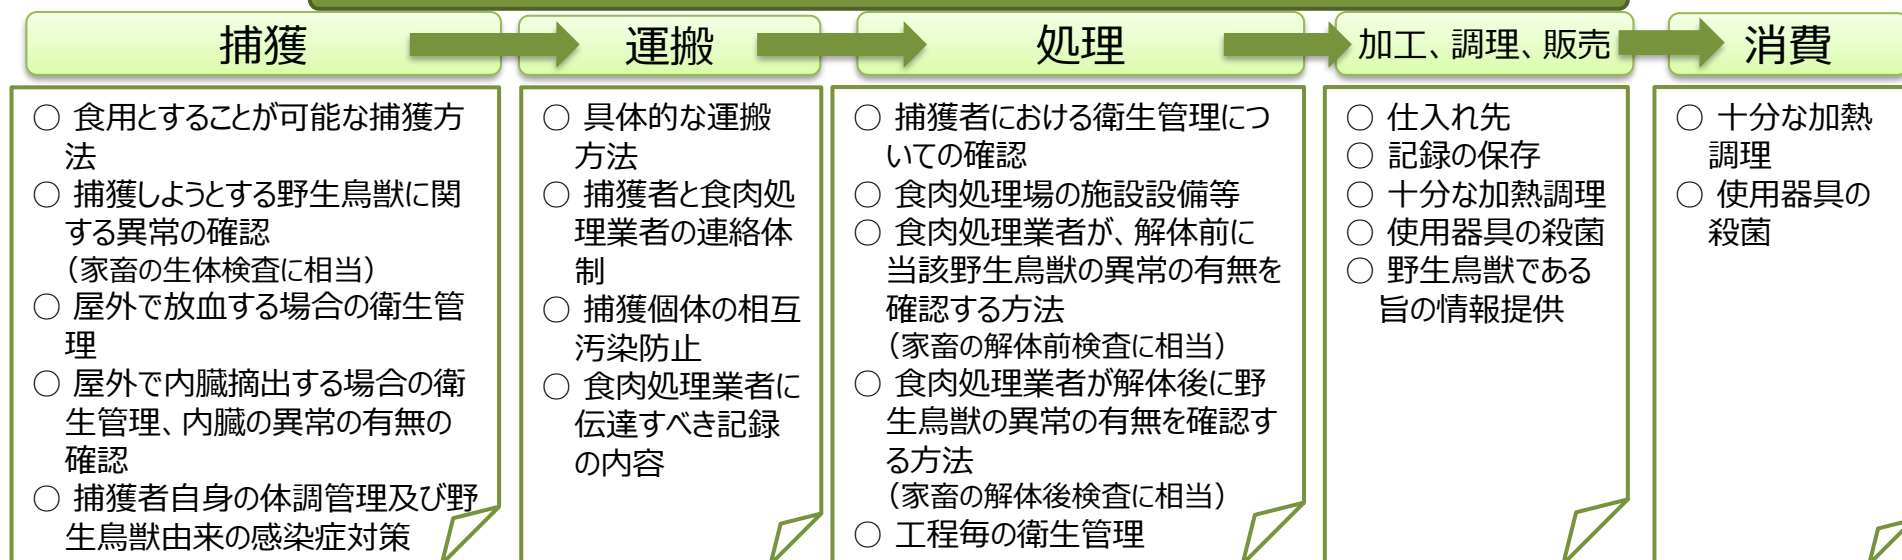 捕獲
運搬
処理
加工、調理、販売
消費
○ 食用とすることが可能な捕獲方
法
○ 捕獲しようとする野生鳥獣に関
する異常の確認
（家畜の生体検査に相当）
○ 屋外で放血する場合の衛生管
理
○ 屋外で内臓摘出する場合の衛
生管理、内臓の異常の有無の
確認
○ 捕獲者自身の体調管理及び野
生鳥獣由来の感染症対策
○ 具体的な運搬
方法
○ 捕獲者と食肉処
理業者の連絡体
制
○ 捕獲個体の相互
汚染防止
○ 食肉処理業者に
伝達すべき記録
の内容
○ 捕獲者における衛生管理につ
いての確認
○ 食肉処理場の施設設備等
○ 食肉処理業者が、解体前に
当該野生鳥獣の異常の有無を
確認する方法
（家畜の解体前検査に相当）
○ 食肉処理業者が解体後に野
生鳥獣の異常の有無を確認す
る方法
（家畜の解体後検査に相当）
○ 工程毎の衛生管理
○ 仕入れ先
○ 記録の保存
○ 十分な加熱調理
○ 使用器具の殺菌
○ 野生鳥獣である
旨の情報提供
○ 十分な加熱
調理
○ 使用器具の
殺菌